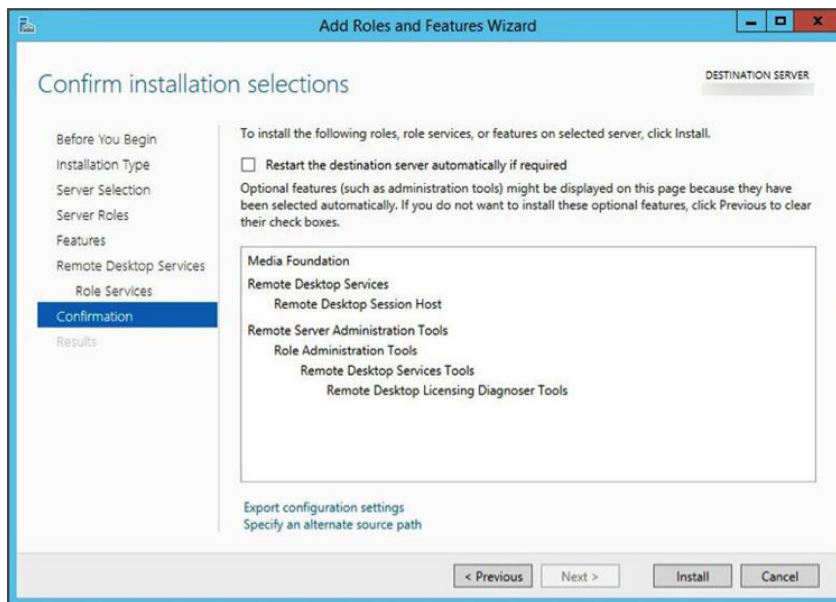 Add Roles and Features Wizard
Confirm installation selections
DESTINATION SERVER
Before You Begin
Installation Type
Server Selection
Server Roles
Features
Remote Desktop Services
Role Services
Confirmation
Results
To install the following roles, role services, or features on selected server, click Install.
Restart the destination server automatically if required
Optional features (such as administration tools) might be displayed on this page because they have
been selected automatically. If you do not want to install these optional features, click Previous to clear
their check boxes.
Media Foundation
Remote Desktop Services
Remote Desktop Session Host
Remote Server Administration Tools
Role Administration Tools
Remote Desktop Services Tools
Remote Desktop Licensing Diagnoser Tools
Export configuration settings
Specify an alternate source path
< Previous
Next >
Install
Cancel